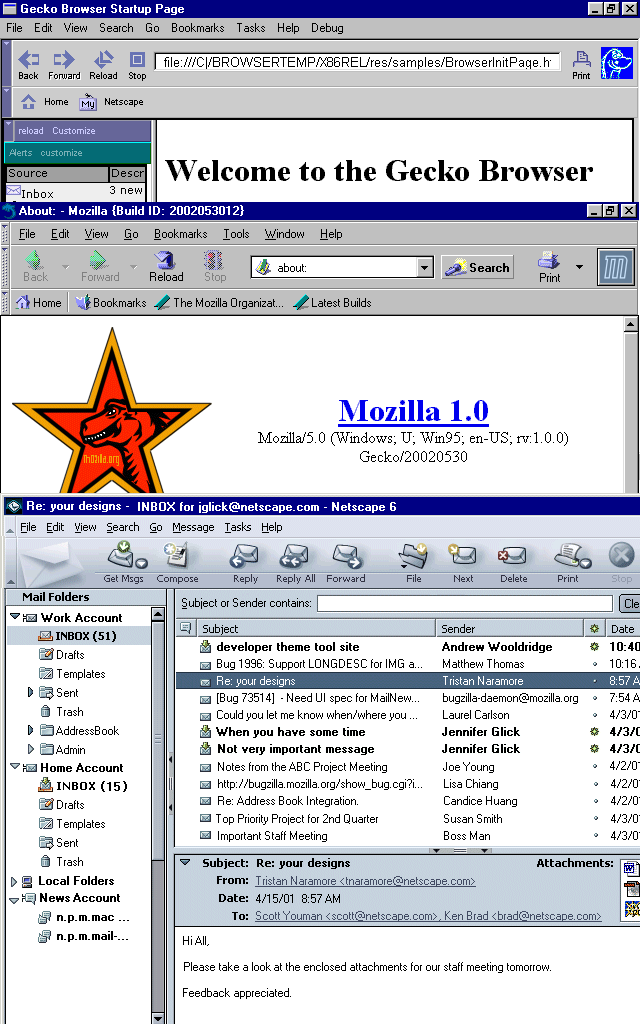 Gecko Browser Startup Page
File Edit View Search Go Bookmarks Tasks Help Debug
Back Forward Reload Stop file:///C|/BROWSERTEMP/X86REL/res/samples/BrowserInitPage.h Print
Home My Netscape
reload Customize
Alerts customize
Source Descr
Inbox 3 new
Welcome to the Gecko Browser
About: - Mozilla {Build ID: 2002053012}
File Edit View Go Bookmarks Tools Window Help
Back Forward Reload Stop about: Search Print m
Home Bookmarks The Mozilla Organizat... Latest Builds
mozilla.org
Mozilla 1.0
Mozilla/5.0 (Windows; U; Win95; en-US; rv:1.0.0)
Gecko/20020530
Re: your designs - INBOX for jglick@netscape.com - Netscape 6
File Edit View Search Go Message Tasks Help
Get Msgs Compose Reply Reply All Forward File Next Delete Print Stop
Mail Folders
Work Account
INBOX (51)
Drafts
Templates
Sent
Trash
AddressBook
Admin
Home Account
INBOX (15)
Drafts
Templates
Sent
Trash
Local Folders
News Account
n.p.m.mac ...
n.p.m.mail-...
Subject or Sender contains: Cle
Subject Sender Date
developer theme tool site Andrew Wooldridge 10:40
Bug 1996: Support LONGDESC for IMG a... Matthew Thomas 10:16
Re: your designs Tristan Naramore 8:57 A
[Bug 73514] - Need UI spec for MailNew... bugzilla-daemon@mozilla.org 7:54 A
Could you let me know when/where you ... Laurel Carlson 4/3/01
When you have some time Jennifer Glick 4/3/0
Not very important message Jennifer Glick 4/3/0
Notes from the ABC Project Meeting Joe Young 4/2/01
http://bugzilla.mozilla.org/show_bug.cgi?i... Lisa Chiang 4/2/01
Re: Address Book Integration. Candice Huang 4/2/01
Top Priority Project for 2nd Quarter Susan Smith 4/3/01
Important Staff Meeting Boss Man 4/3/01
Subject: Re: your designs Attachments:
From: Tristan Naramore <tnaramore@netscape.com>
Date: 4/15/01 8:57 AM
To: Scott Youman <scott@netscape.com>, Ken Brad <brad@netscape.com>
Hi All,
Please take a look at the enclosed attachments for our staff meeting tomorrow.
Feedback appreciated.